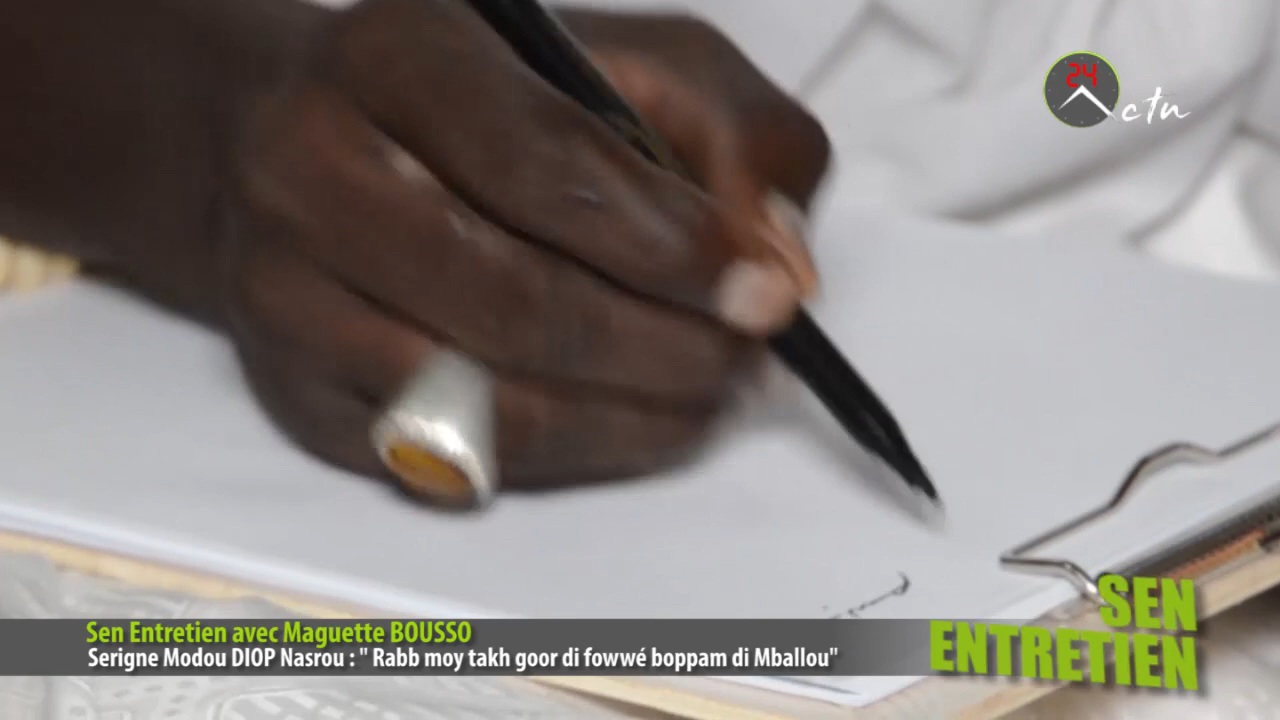 24
Actn
Sen Entretien avec Maguette BOUSSO
Serigne Modou DIOP Nasrou : " Rabb moy takh goor di fowwé boppam di Mballou"
SEN
ENTRETIEN